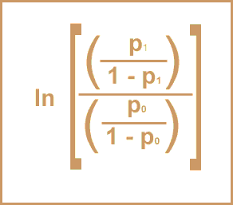 ln [ ( p₁ / 1 - p₁ ) / ( p₀ / 1 - p₀ ) ]